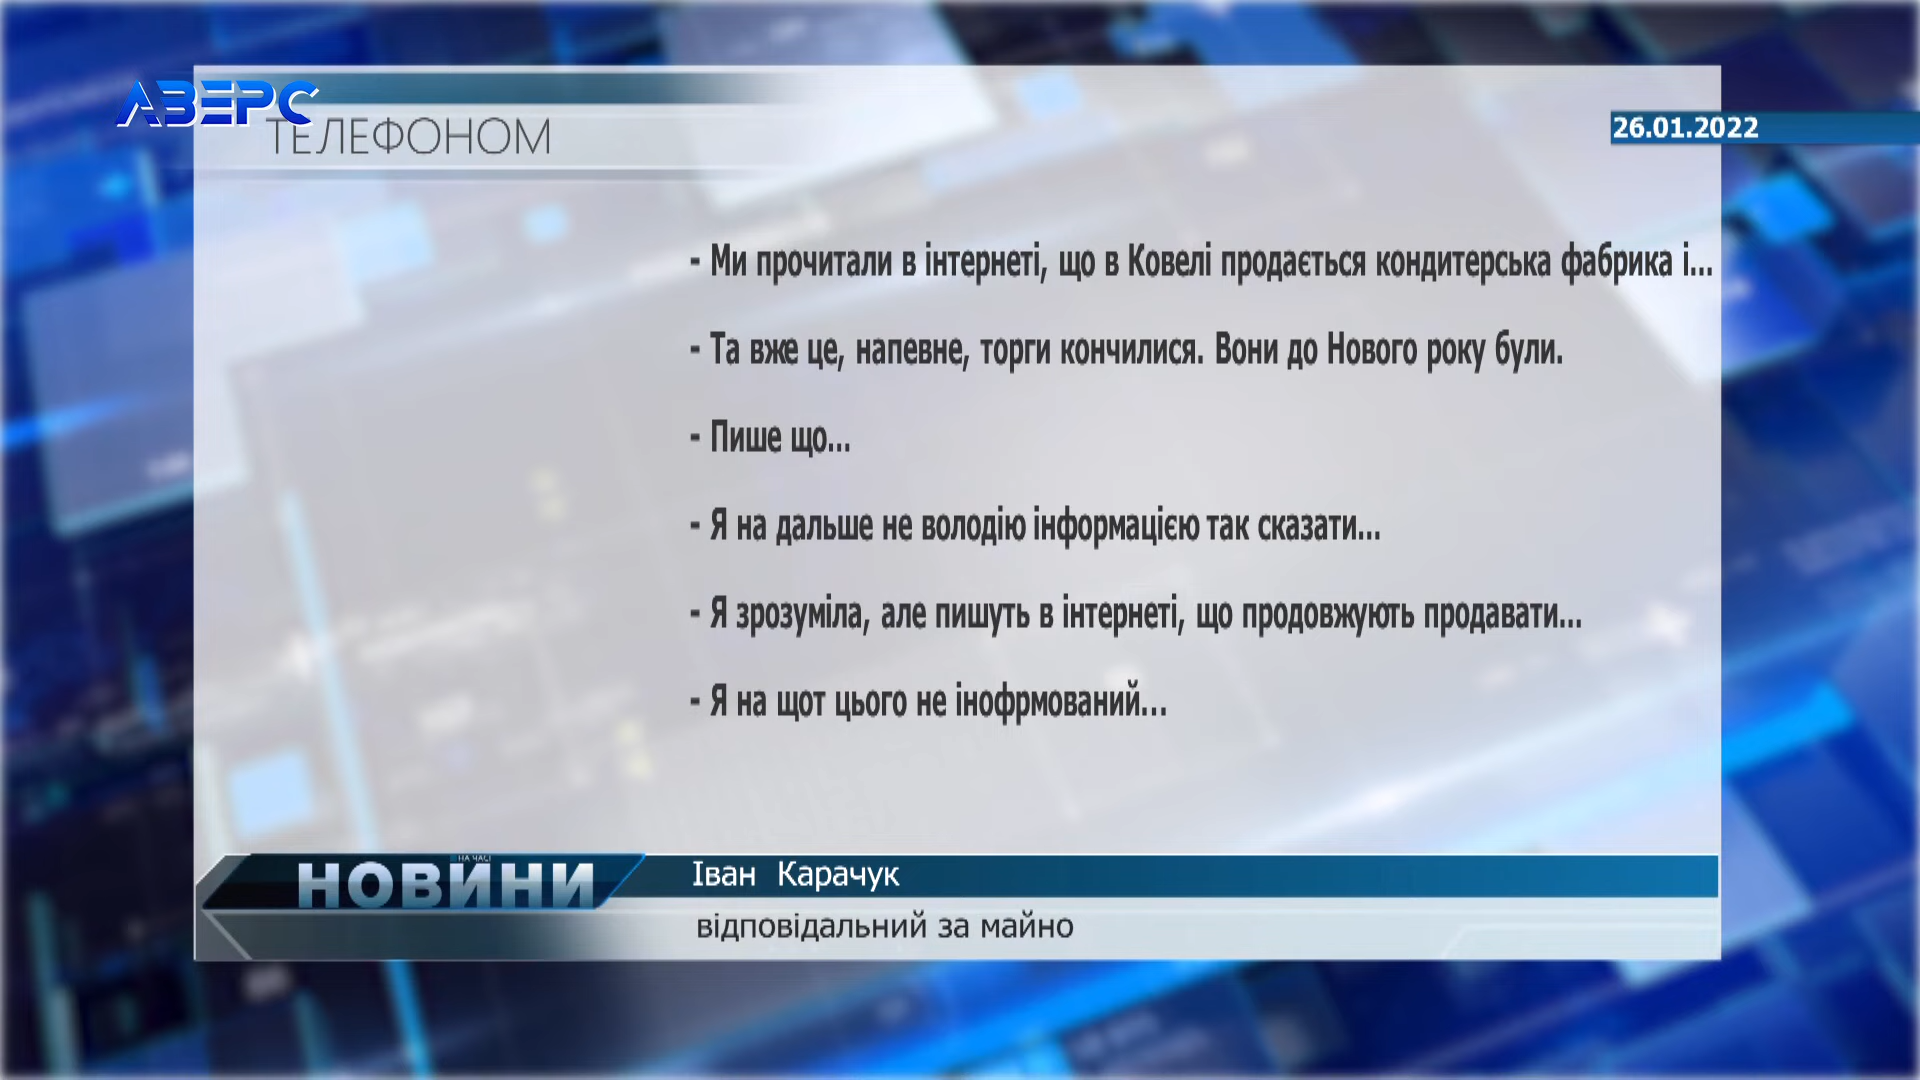 АВЕРС
ТЕЛЕФОНОМ
26.01.2022
- Ми прочитали в інтернеті, що в Ковелі продається кондитерська фабрика і...
- Та вже це, напевне, торги кончилися. Вони до Нового року були.
- Пише що...
- Я на дальше не володію інформацією так сказати...
- Я зрозуміла, але пишуть в інтернеті, що продовжують продавати...
- Я на щот цього не інофрмований...
НА ЧАСІ
НОВИНИ
Іван Карачук
відповідальний за майно